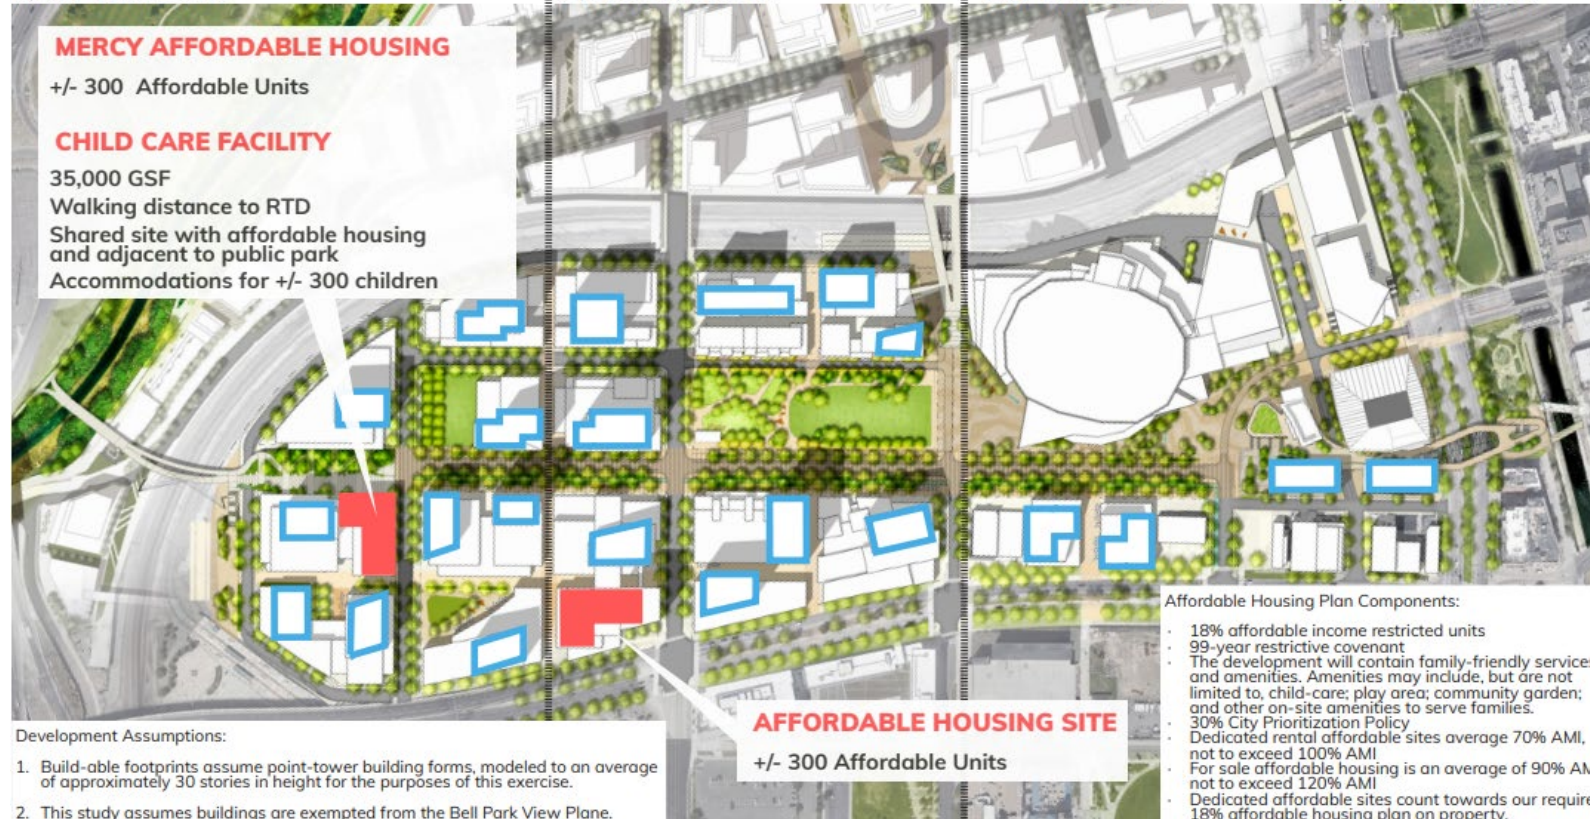 MERCY AFFORDABLE HOUSING
+/- 300 Affordable Units
CHILD CARE FACILITY
35,000 GSF
Walking distance to RTD
Shared site with affordable housing
and adjacent to public park
Accommodations for +/- 300 children
AFFORDABLE HOUSING SITE
+/- 300 Affordable Units
Development Assumptions:
1. Build-able footprints assume point-tower building forms, modeled to an average
of approximately 30 stories in height for the purposes of this exercise.
2. This study assumes buildings are exempted from the Bell Park View Plane.
Affordable Housing Plan Components:
· 18% affordable income restricted units
· 99-year restrictive covenant
· The development will contain family-friendly services
and amenities. Amenities may include, but are not
limited to, child-care; play area; community garden;
and other on-site amenities to serve families.
· 30% City Prioritization Policy
· Dedicated rental affordable sites average 70% AMI,
not to exceed 100% AMI
· For sale affordable housing is an average of 90% AM
not to exceed 120% AMI
· Dedicated affordable sites count towards our require
18% affordable housing plan on property.